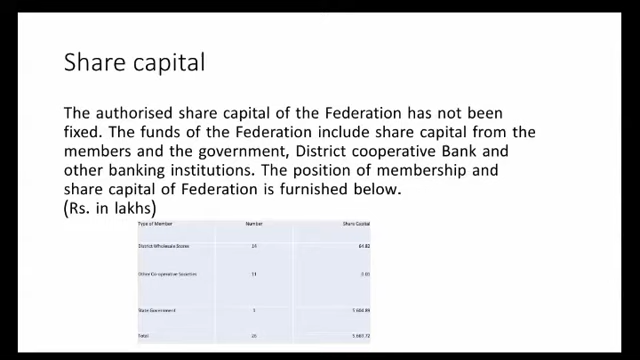 Share capital
The authorised share capital of the Federation has not been
fixed. The funds of the Federation include share capital from the
members and the government, District cooperative Bank and
other banking institutions. The position of membership and
share capital of Federation is furnished below.
(Rs. in lakhs)
Type of Member Number Share Capital
District Wholesale Stores
Other Co-operative Societies 11
State Government
Total